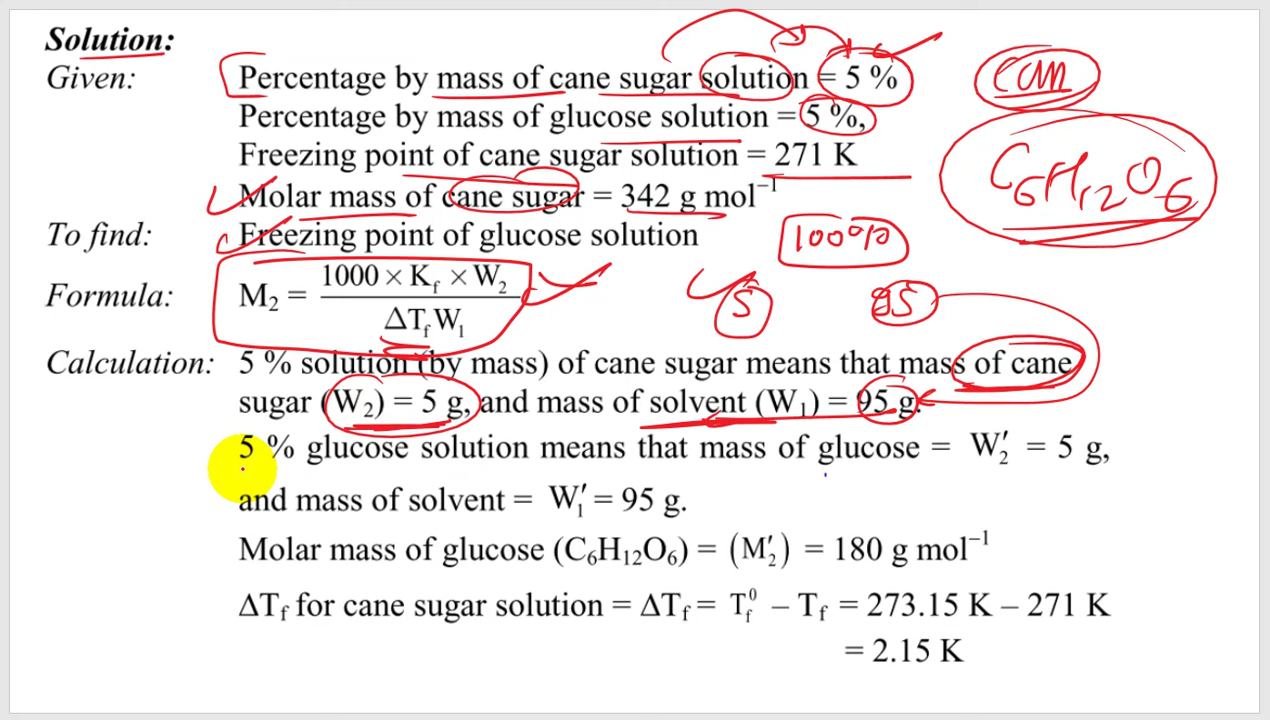 Solution:
Given: Percentage by mass of cane sugar solution = 5 %
can
Percentage by mass of glucose solution = 5 %,
Freezing point of cane sugar solution = 271 K
C₆H₁₂O₆
Molar mass of cane sugar = 342 g mol⁻¹
To find: Freezing point of glucose solution
100%
Formula: M₂ = (1000 × K_f × W₂) / (ΔT_f W₁)
5 95
Calculation: 5 % solution (by mass) of cane sugar means that mass of cane
sugar (W₂) = 5 g, and mass of solvent (W₁) = 95 g.
5 % glucose solution means that mass of glucose = W₂′ = 5 g,
and mass of solvent = W₁′ = 95 g.
Molar mass of glucose (C₆H₁₂O₆) = (M₂′) = 180 g mol⁻¹
ΔT_f for cane sugar solution = ΔT_f = T_f⁰ – T_f = 273.15 K – 271 K
= 2.15 K